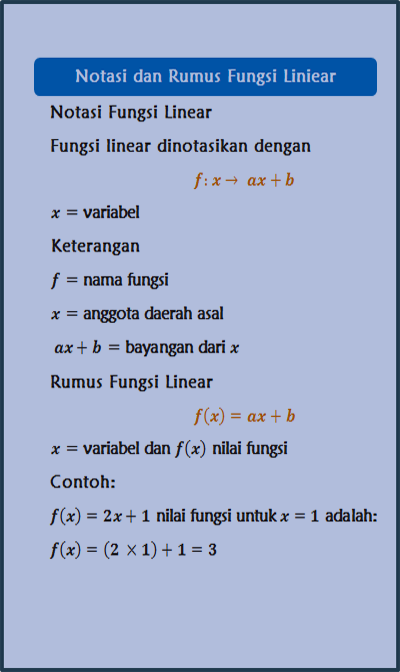 Notasi dan Rumus Fungsi Liniear
Notasi Fungsi Linear
Fungsi linear dinotasikan dengan
f : x → ax + b
x = variabel
Keterangan
f = nama fungsi
x = anggota daerah asal
ax + b = bayangan dari x
Rumus Fungsi Linear
f(x) = ax + b
x = variabel dan f(x) nilai fungsi
Contoh:
f(x) = 2x + 1 nilai fungsi untuk x = 1 adalah:
f(x) = (2 × 1) + 1 = 3